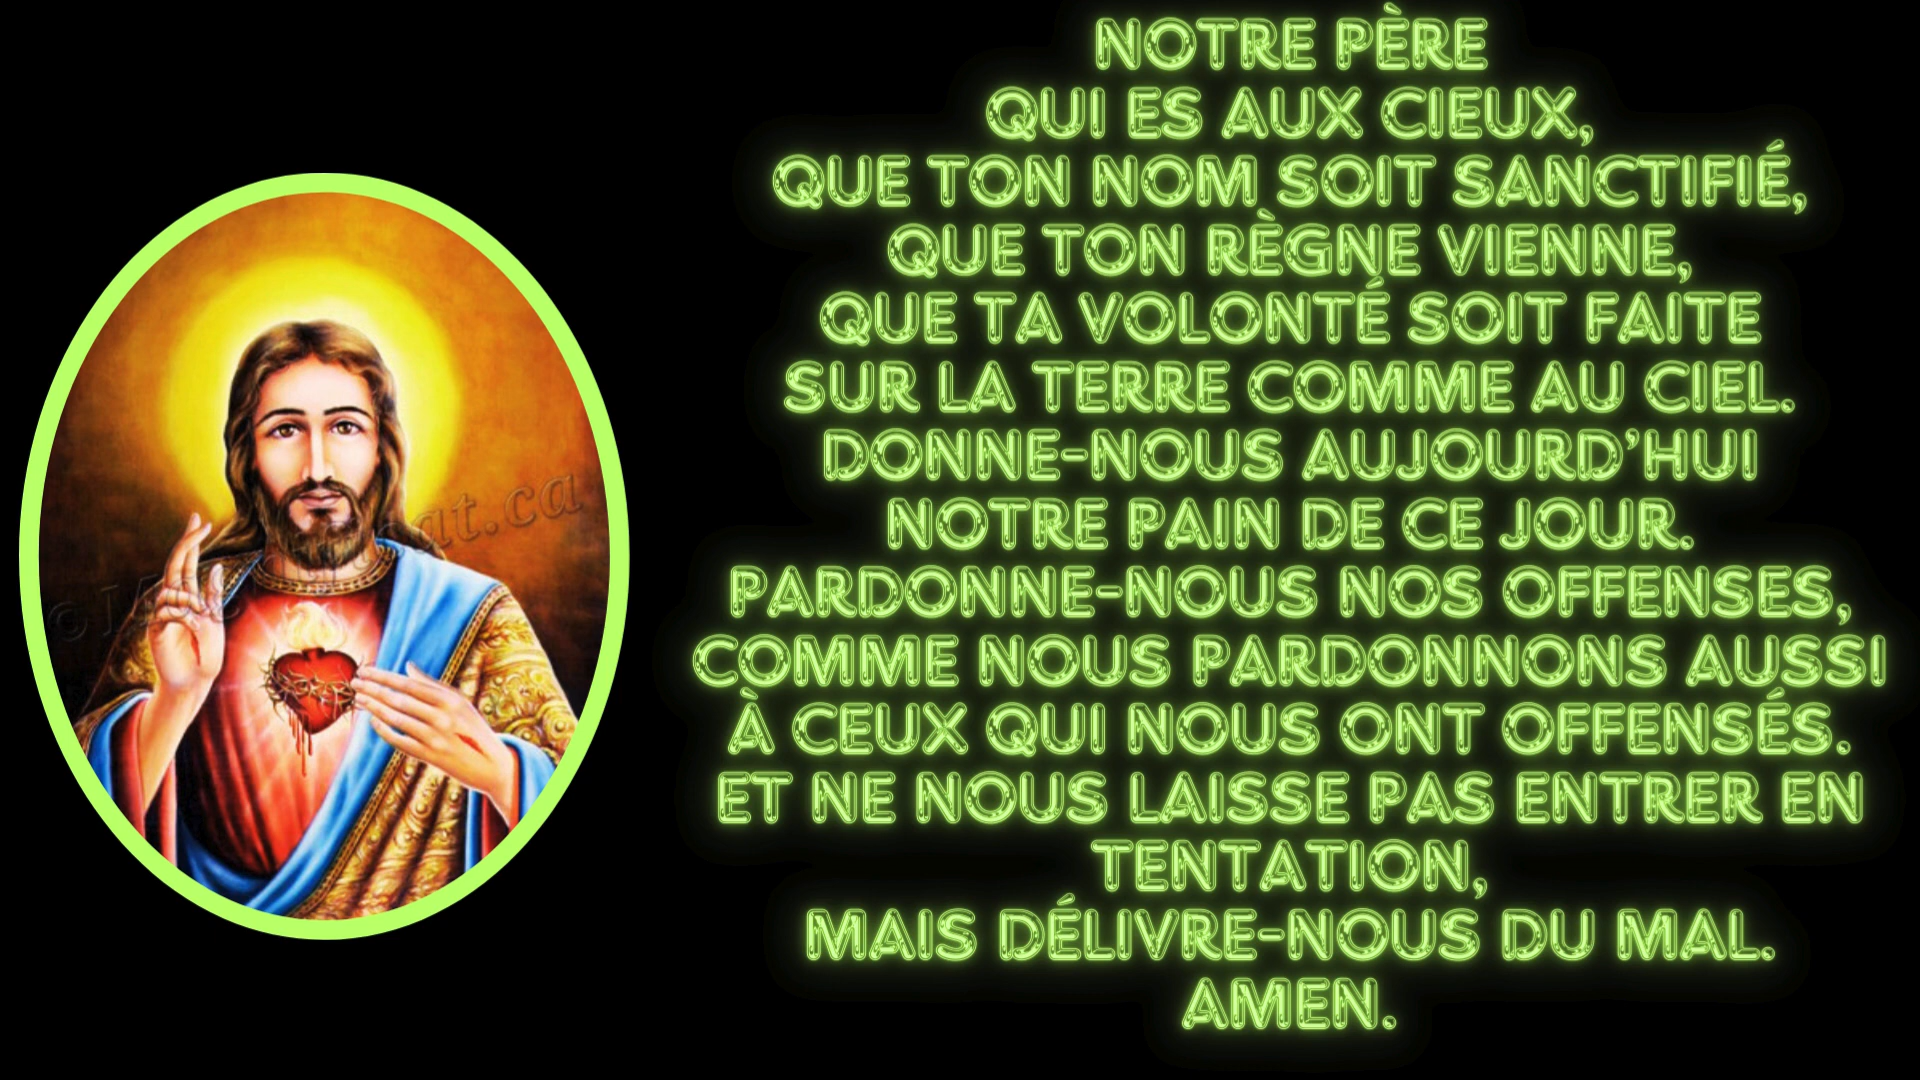 NOTRE PÈRE
QUI ES AUX CIEUX,
QUE TON NOM SOIT SANCTIFIÉ,
QUE TON RÈGNE VIENNE,
QUE TA VOLONTÉ SOIT FAITE
SUR LA TERRE COMME AU CIEL.
DONNE-NOUS AUJOURD’HUI
NOTRE PAIN DE CE JOUR.
PARDONNE-NOUS NOS OFFENSES,
COMME NOUS PARDONNONS AUSSI
À CEUX QUI NOUS ONT OFFENSÉS.
ET NE NOUS LAISSE PAS ENTRER EN
TENTATION,
MAIS DÉLIVRE-NOUS DU MAL.
AMEN.